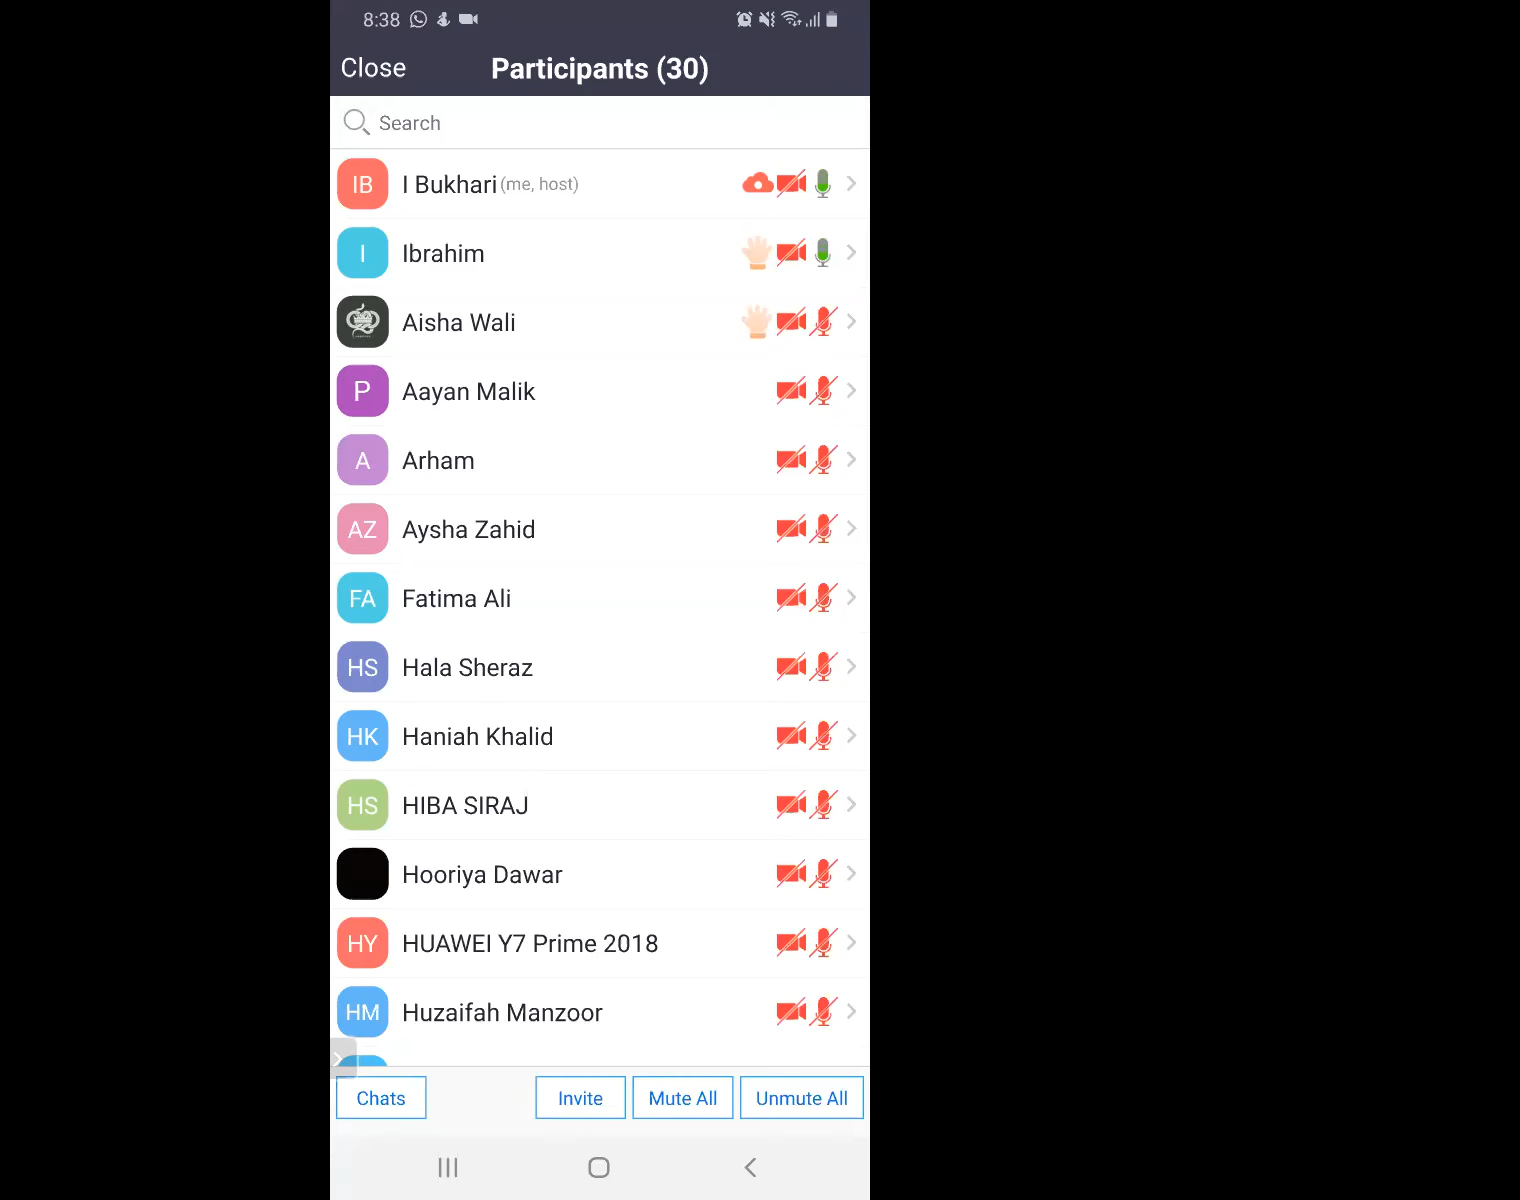 8:38
Close Participants (30)
Search
IB I Bukhari (me, host)
I Ibrahim
Aisha Wali
P Aayan Malik
A Arham
AZ Aysha Zahid
FA Fatima Ali
HS Hala Sheraz
HK Haniah Khalid
HS HIBA SIRAJ
Hooriya Dawar
HY HUAWEI Y7 Prime 2018
HM Huzaifah Manzoor
Chats Invite Mute All Unmute All